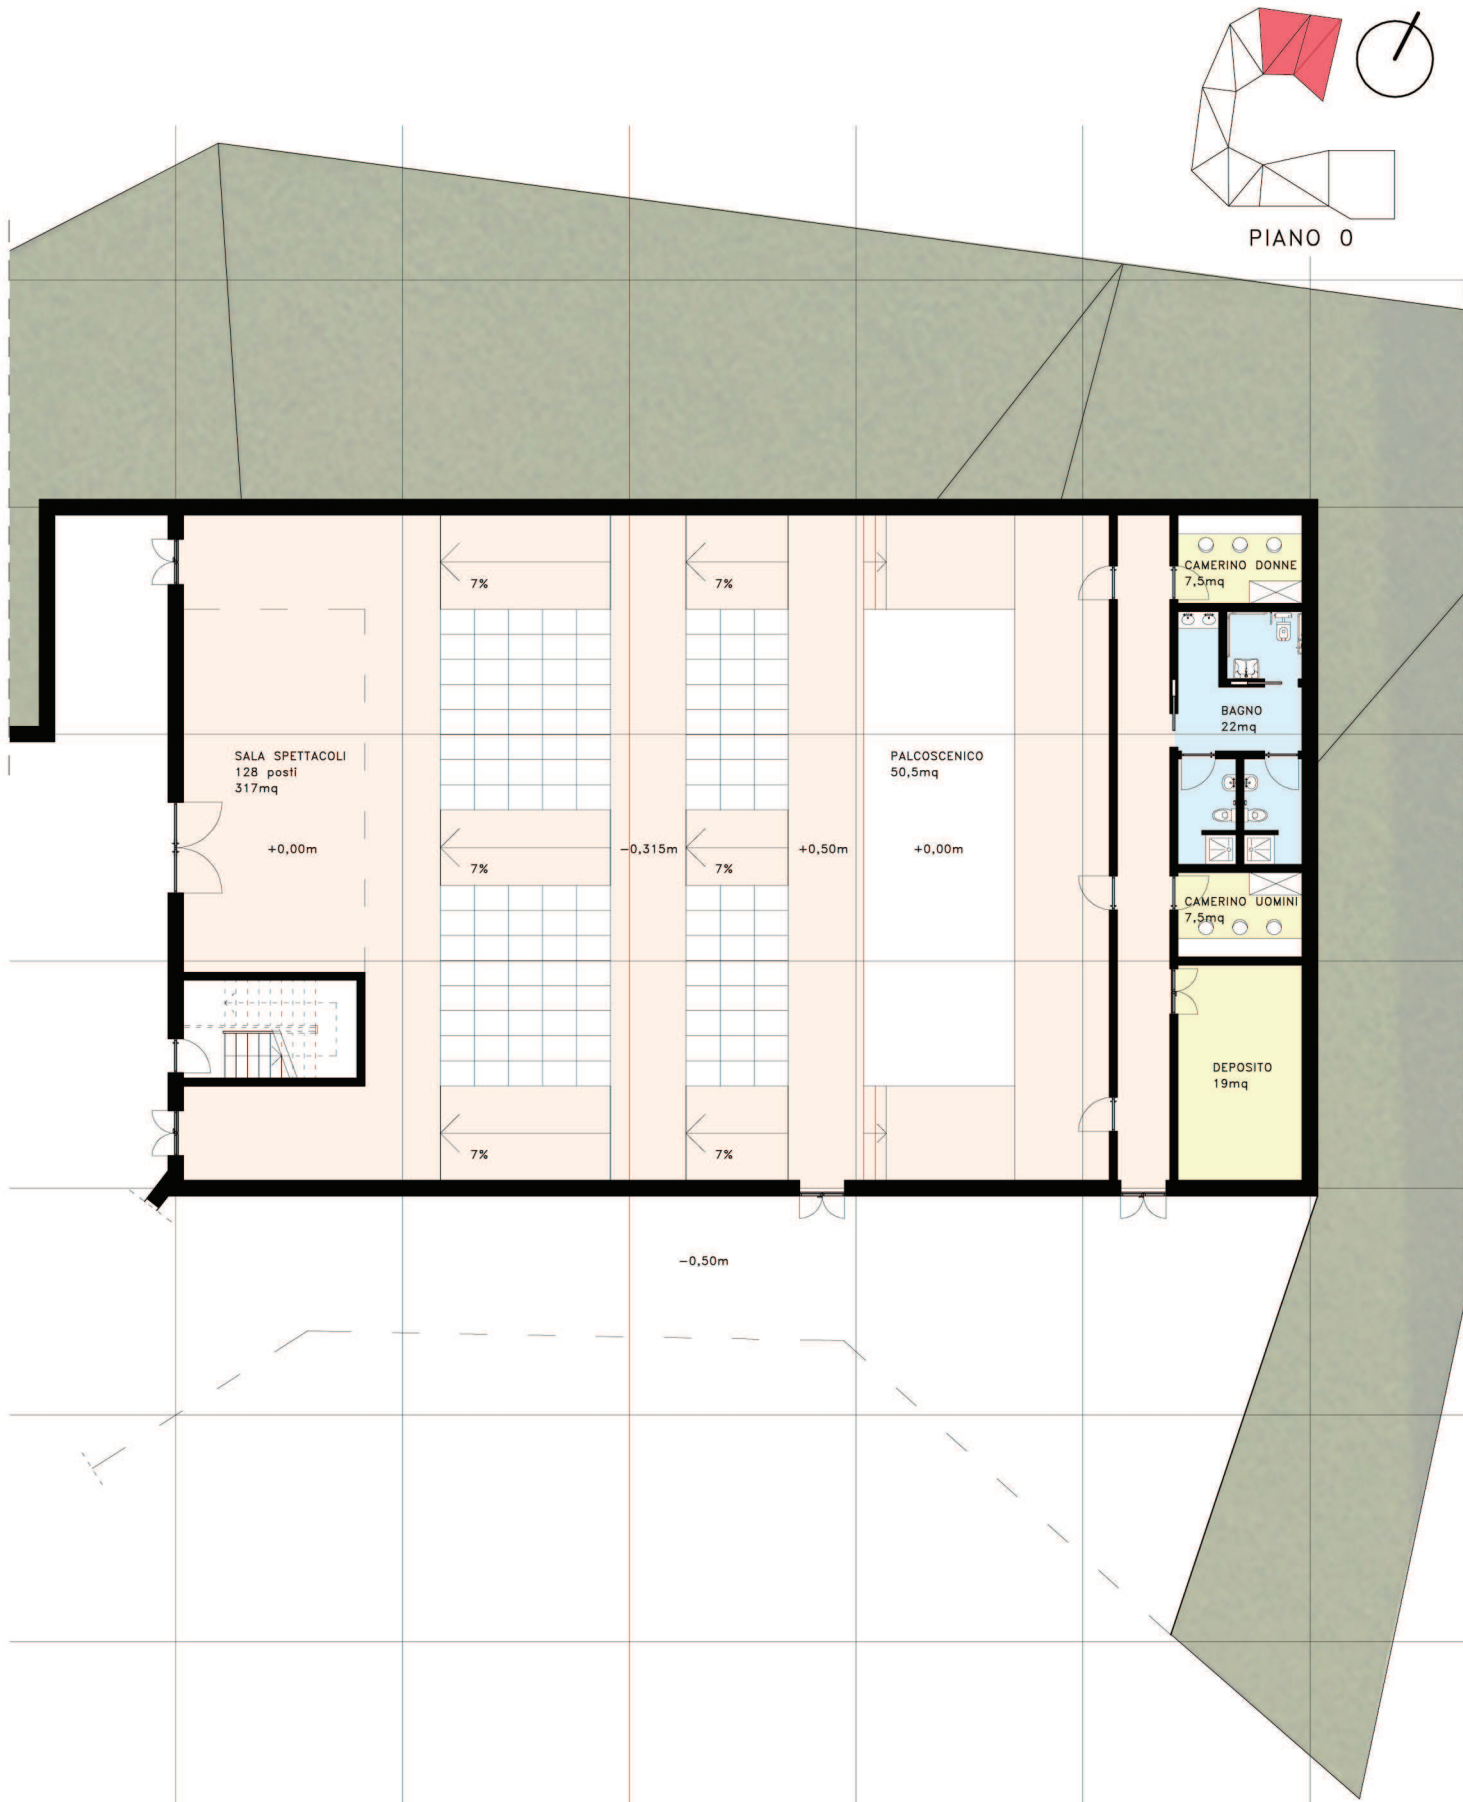 PIANO 0
7%
7%
CAMERINO DONNE
7,5mq
BAGNO
22mq
SALA SPETTACOLI
128 posti
317mq
PALCOSCENICO
50,5mq
+0,00m
-0,315m
+0,50m
+0,00m
7%
7%
CAMERINO UOMINI
7,5mq
DEPOSITO
19mq
7%
7%
-0,50m